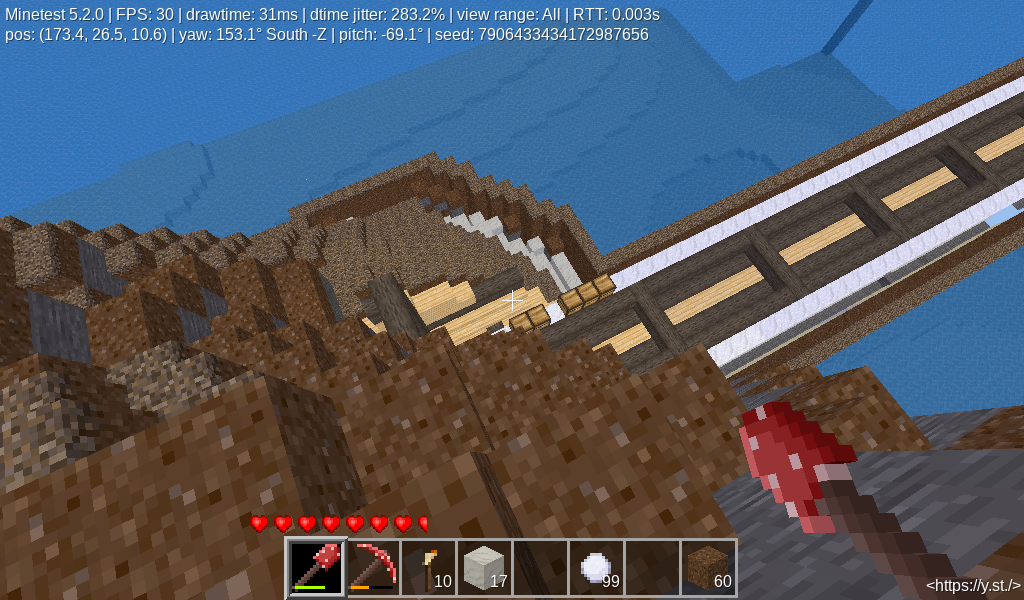 Minetest 5.2.0 | FPS: 30 | drawtime: 31ms | dtime jitter: 283.2% | view range: All | RTT: 0.003s
pos: (173.4, 26.5, 10.6) | yaw: 153.1° South -Z | pitch: -69.1° | seed: 7906433434172987656
10 17 99 60
<https://y.st./>